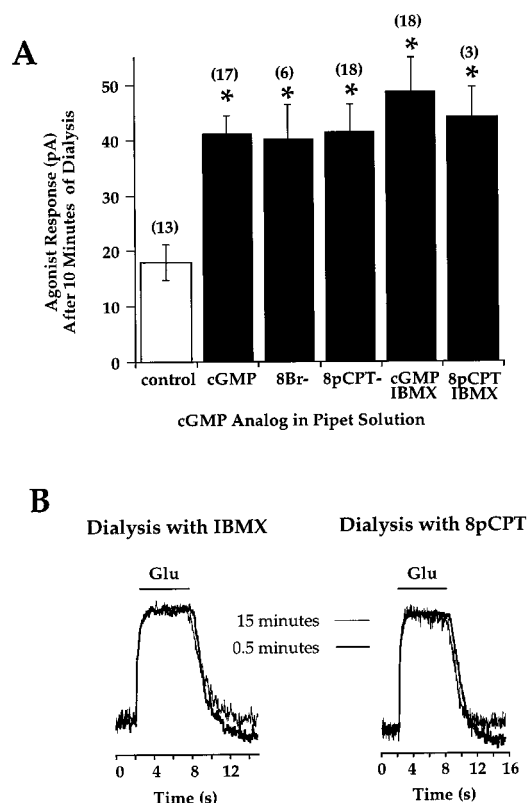 A
(17)
(6)
(18)
(18)
(3)
(13)
* * * * *
Agonist Response (pA)
After 10 Minutes of Dialysis
50
40
30
20
10
0
control
cGMP
8Br-
8pCPT-
cGMP
IBMX
8pCPT
IBMX
cGMP Analog in Pipet Solution
B
Dialysis with IBMX
Dialysis with 8pCPT
Glu
Glu
15 minutes
0.5 minutes
0 4 8 12
0 4 8 12 16
Time (s)
Time (s)